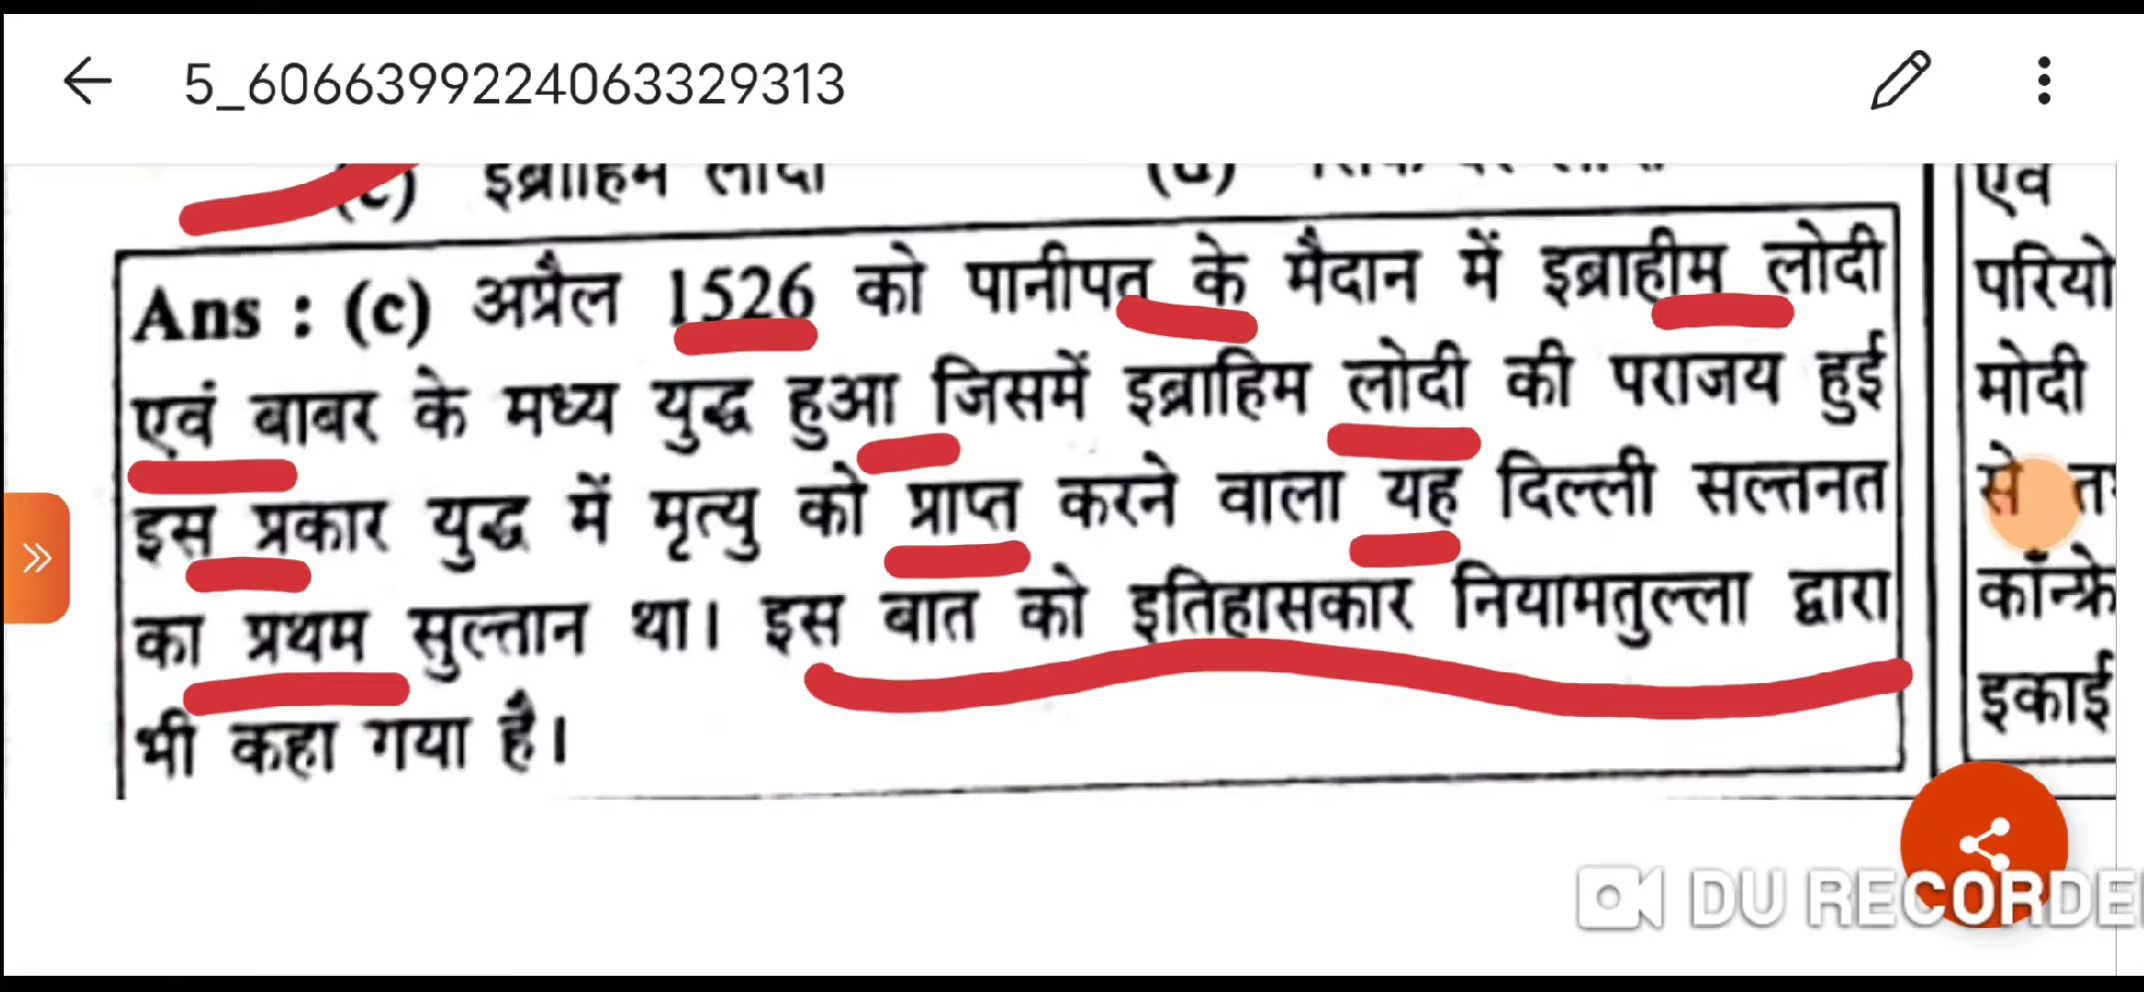 5_6066399224063329313
(c) इब्राहिम लोदी (d)
एवं
Ans : (c) अप्रैल 1526 को पानीपत के मैदान में इब्राहीम लोदी
एवं बाबर के मध्य युद्ध हुआ जिसमें इब्राहिम लोदी की पराजय हुई
इस प्रकार युद्ध में मृत्यु को प्राप्त करने वाला यह दिल्ली सल्तनत
का प्रथम सुल्तान था। इस बात को इतिहासकार नियामतुल्ला द्वारा
भी कहा गया है।
परियो
मोदी
से
कॉन्फ्रे
इकाई
DU RECORDE